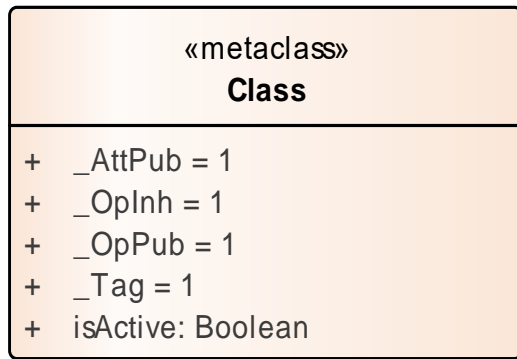 «metaclass»
Class
+ _AttPub = 1
+ _OpInh = 1
+ _OpPub = 1
+ _Tag = 1
+ isActive: Boolean